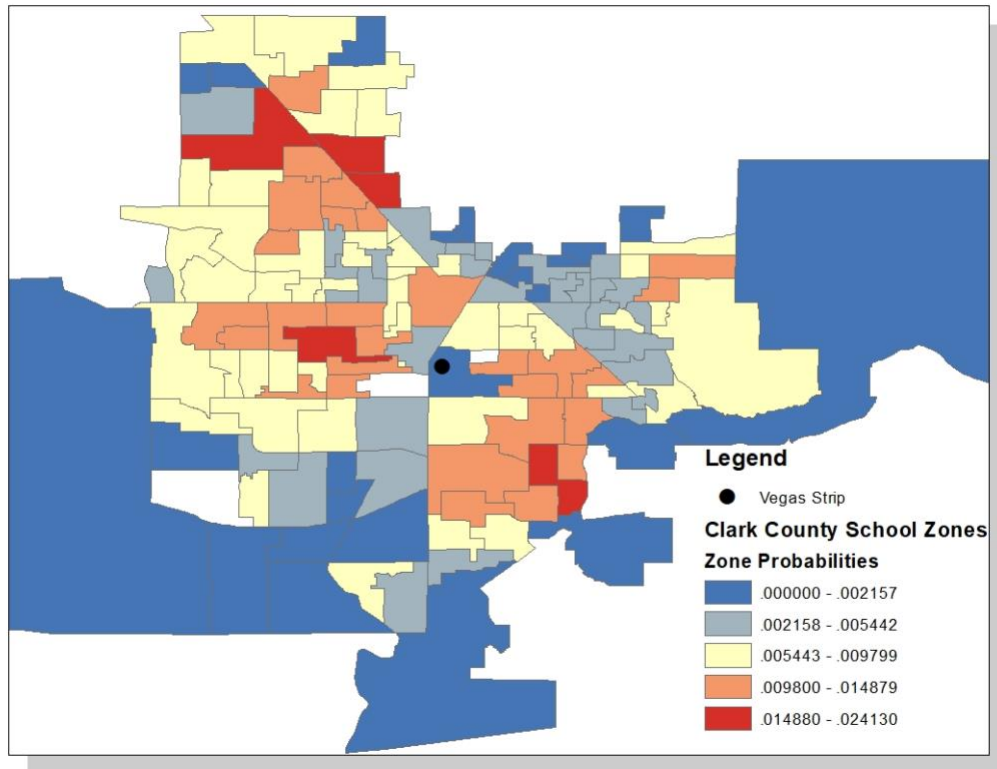 Legend
Vegas Strip
Clark County School Zones
Zone Probabilities
.000000 - .002157
.002158 - .005442
.005443 - .009799
.009800 - .014879
.014880 - .024130